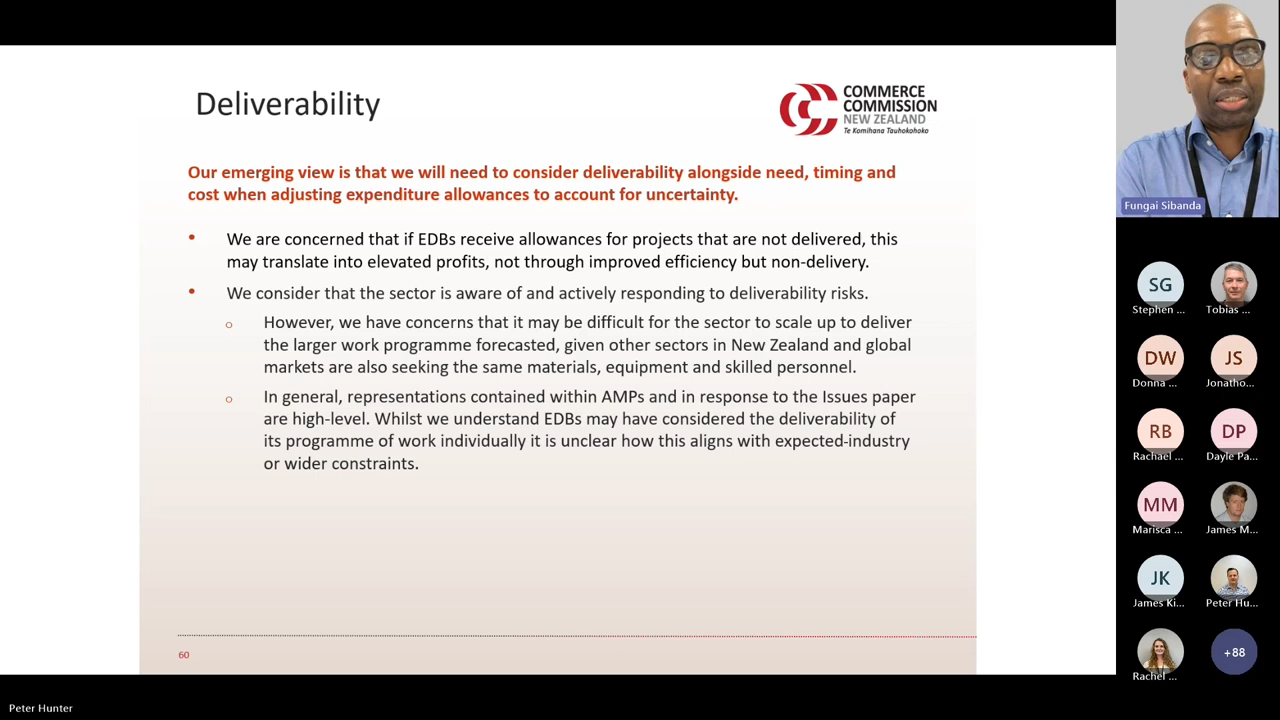 Deliverability
COMMERCE
COMMISSION
NEW ZEALAND
Te Komihana Tauhokohoko
Our emerging view is that we will need to consider deliverability alongside need, timing and
cost when adjusting expenditure allowances to account for uncertainty.
• We are concerned that if EDBs receive allowances for projects that are not delivered, this
may translate into elevated profits, not through improved efficiency but non-delivery.
• We consider that the sector is aware of and actively responding to deliverability risks.
o However, we have concerns that it may be difficult for the sector to scale up to deliver
the larger work programme forecasted, given other sectors in New Zealand and global
markets are also seeking the same materials, equipment and skilled personnel.
o In general, representations contained within AMPs and in response to the Issues paper
are high-level. Whilst we understand EDBs may have considered the deliverability of
its programme of work individually it is unclear how this aligns with expected-industry
or wider constraints.
60
Fungai Sibanda
SG
Stephen ...
Tobias ...
DW
Donna ...
JS
Jonatho...
RB
Rachael ...
DP
Dayle Pa...
MM
Marisca ...
James M...
JK
James Ki...
Peter Hu...
Rachel ...
+88
Peter Hunter